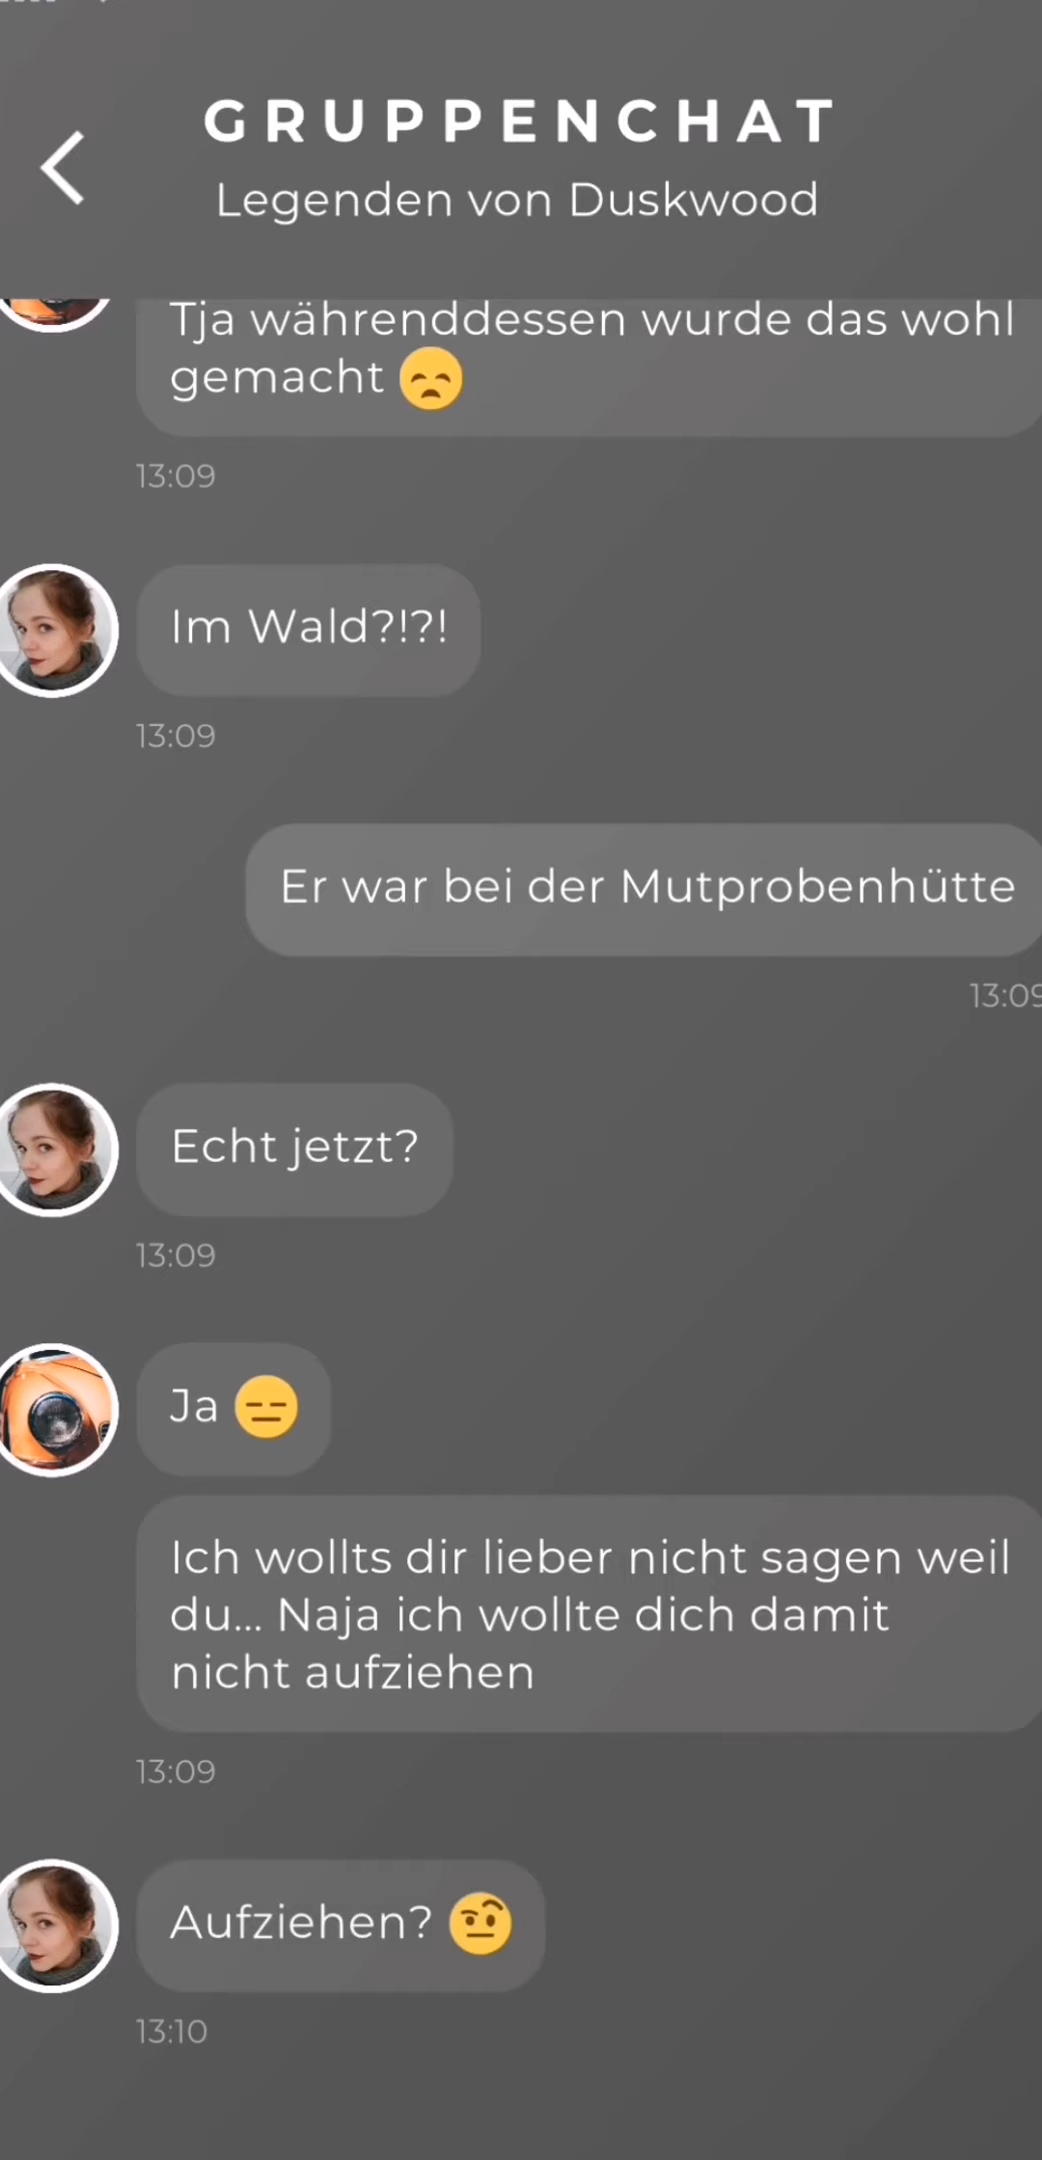 GRUPPENCHAT
Legenden von Duskwood
Tja währenddessen wurde das wohl
gemacht 😞
13:09
Im Wald?!?!
13:09
Er war bei der Mutprobenhütte
13:09
Echt jetzt?
13:09
Ja 😑
Ich wollts dir lieber nicht sagen weil
du... Naja ich wollte dich damit
nicht aufziehen
13:09
Aufziehen? 🤨
13:10